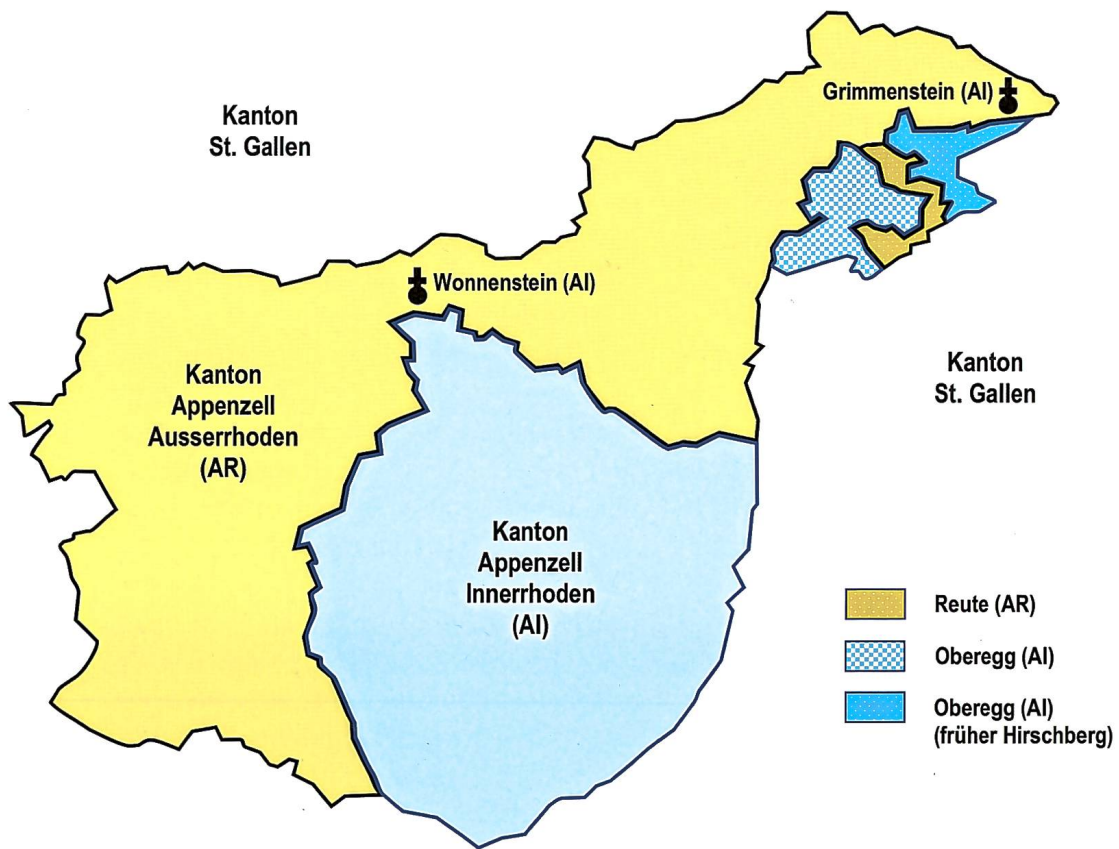 Kanton
St. Gallen
Grimmenstein (AI)
Wonnenstein (AI)
Kanton
Appenzell
Ausserrhoden
(AR)
Kanton
St. Gallen
Kanton
Appenzell
Innerrhoden
(AI)
Reute (AR)
Oberegg (AI)
Oberegg (AI)
(früher Hirschberg)